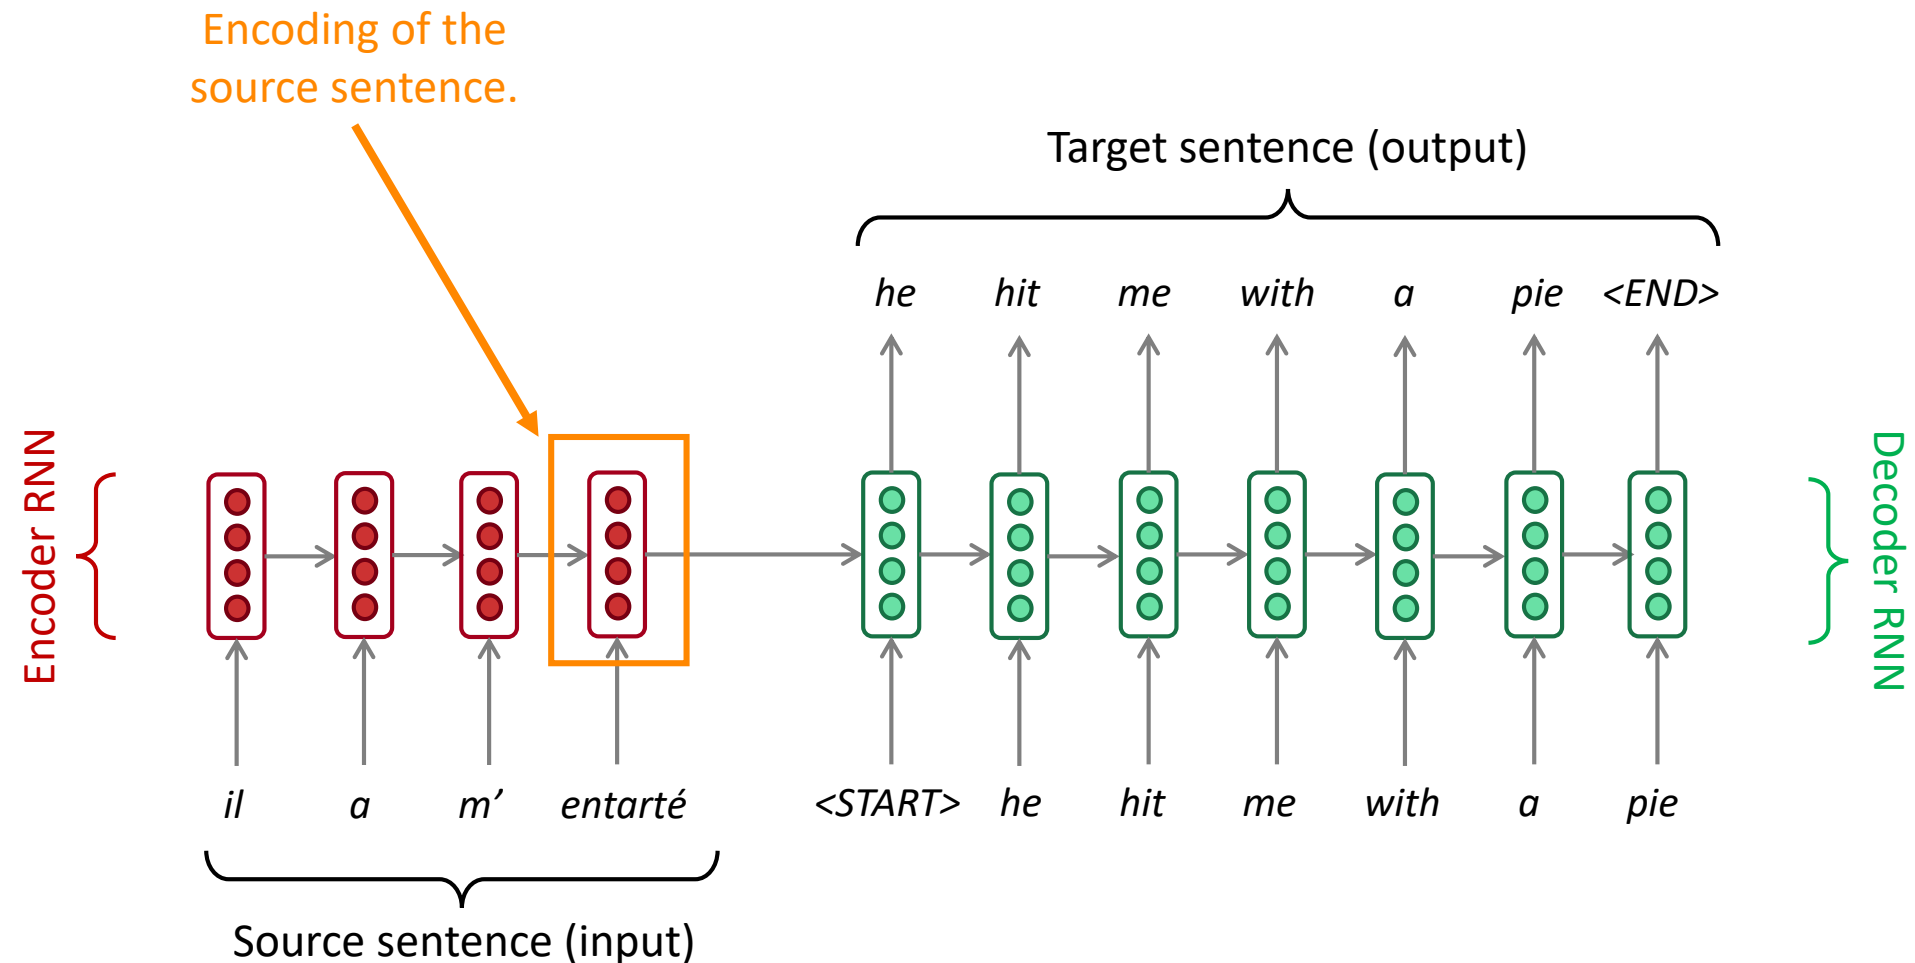 Encoding of the
source sentence.
Target sentence (output)
he hit me with a pie <END>
Encoder RNN
Decoder RNN
il a m’ entarté <START> he hit me with a pie
Source sentence (input)